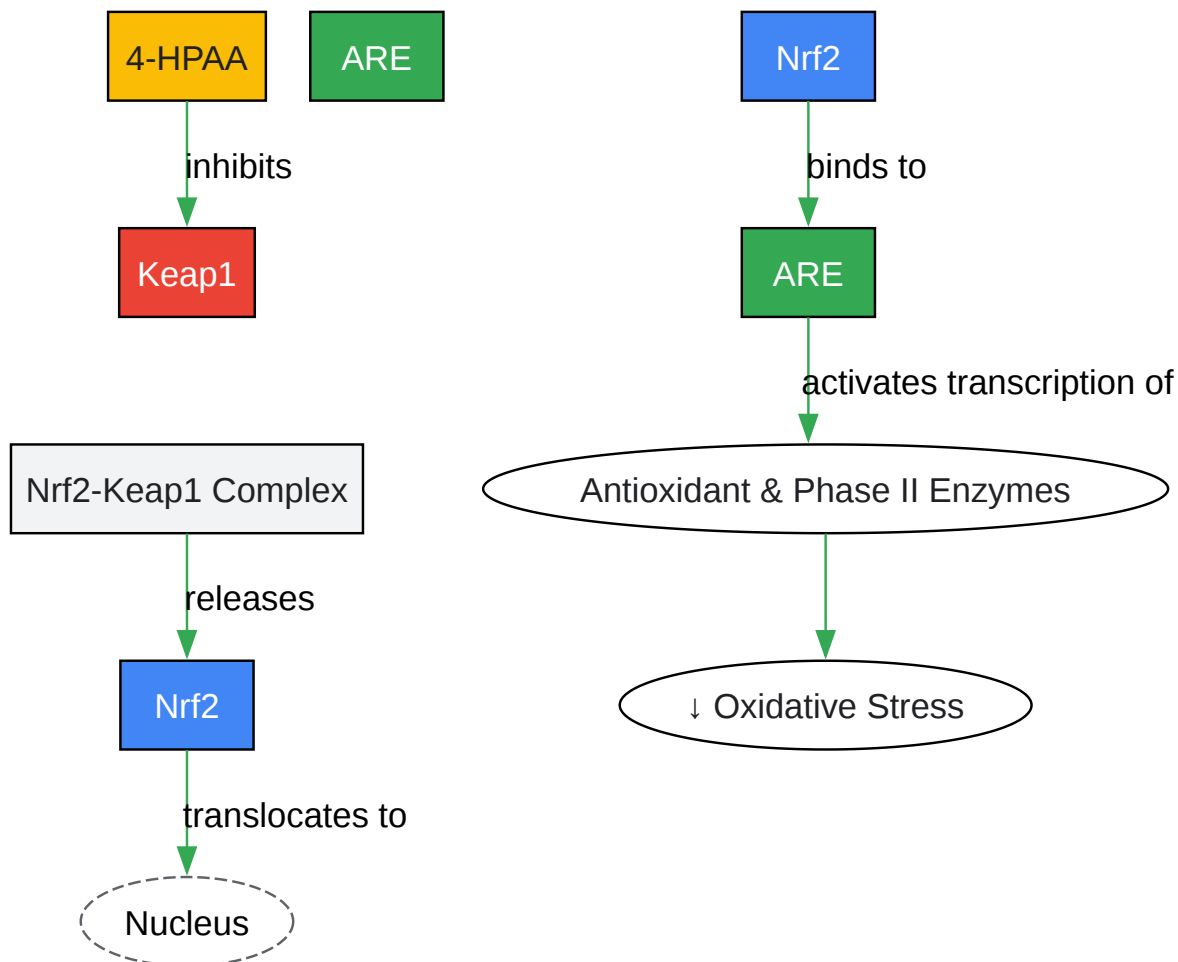 4-HPAA
ARE
Nrf2
inhibits
binds to
Keap1
ARE
activates transcription of
Nrf2-Keap1 Complex
Antioxidant & Phase II Enzymes
releases
Nrf2
↓ Oxidative Stress
translocates to
Nucleus